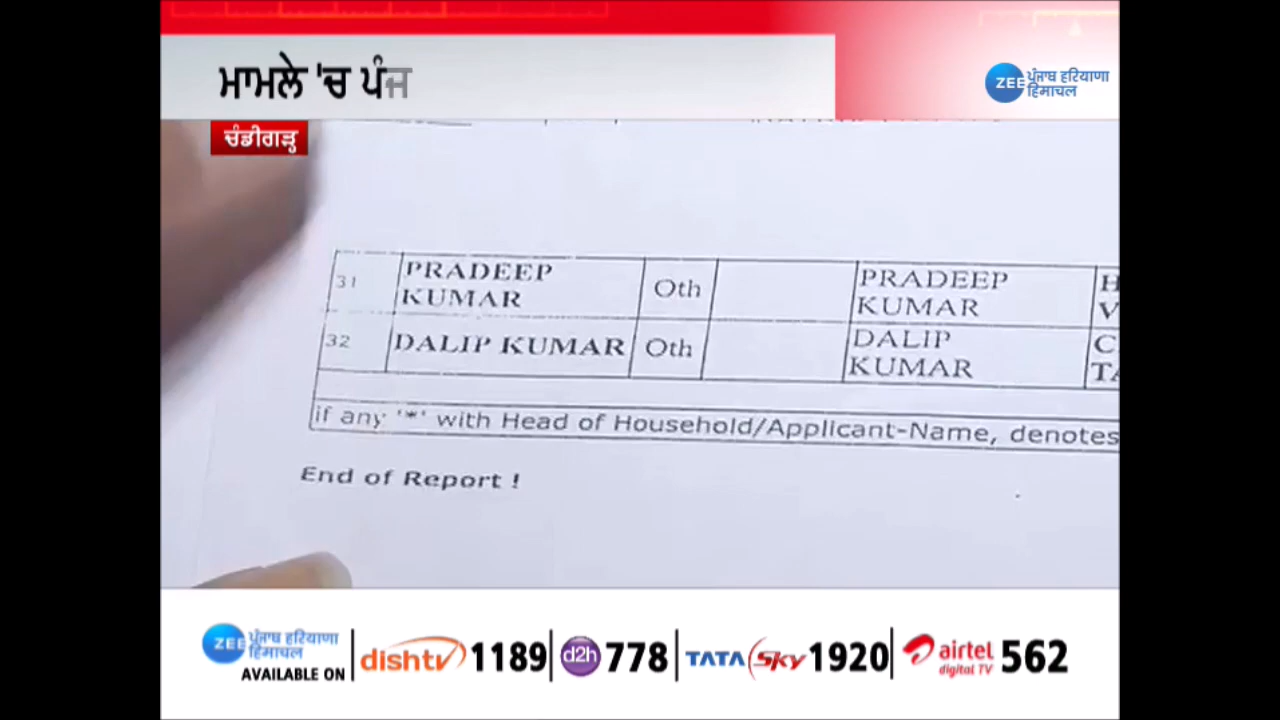 ਮਾਮਲੇ 'ਚ ਪੰਜ
ZEE ਪੰਜਾਬ ਹਰਿਆਣਾ
ਹਿਮਾਚਲ
ਚੰਡੀਗੜ੍ਹ
31 PRADEEP KUMAR Oth PRADEEP KUMAR H V
32 DALIP KUMAR Oth DALIP KUMAR C TA
if any '*' with Head of Household/Applicant-Name, denotes
End of Report !
ZEE ਪੰਜਾਬ ਹਰਿਆਣਾ
ਹਿਮਾਚਲ
AVAILABLE ON dishtv 1189 d2h 778 TATA Sky 1920 airtel digital TV 562